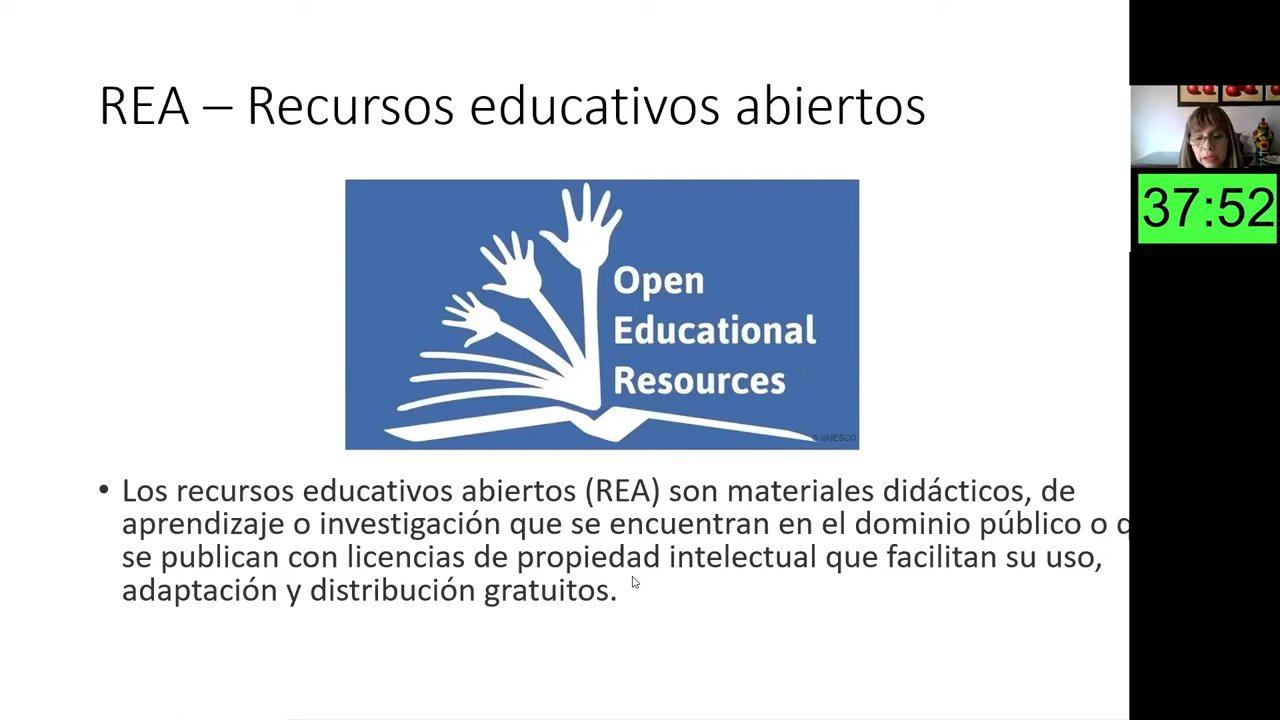 REA – Recursos educativos abiertos
37:52
Open
Educational
Resources
© UNESCO
• Los recursos educativos abiertos (REA) son materiales didácticos, de
aprendizaje o investigación que se encuentran en el dominio público o
se publican con licencias de propiedad intelectual que facilitan su uso,
adaptación y distribución gratuitos.